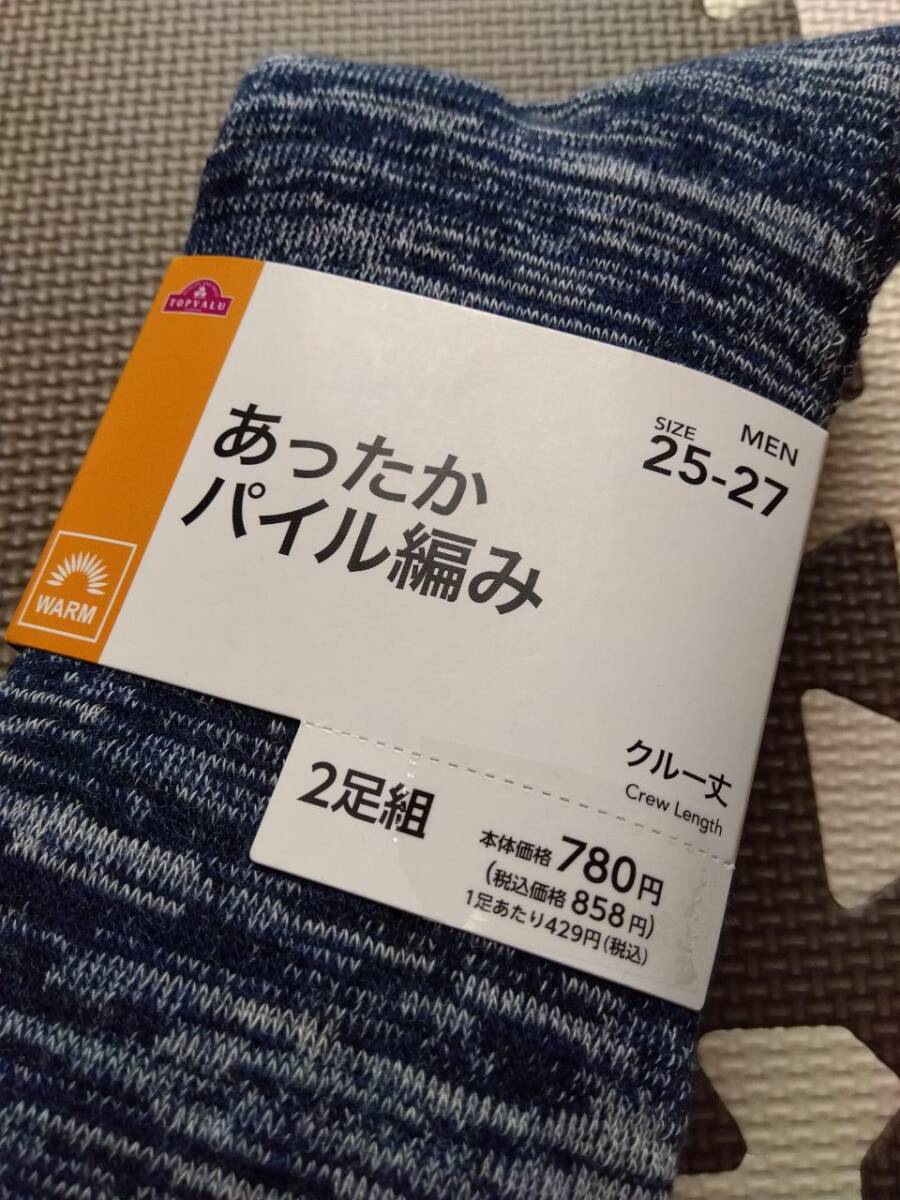 TOPVALU
あったか
パイル編み
SIZE MEN
25-27
WARM
クルー丈
Crew Length
2足組
本体価格 780円
(税込価格 858円)
1足あたり429円(税込)